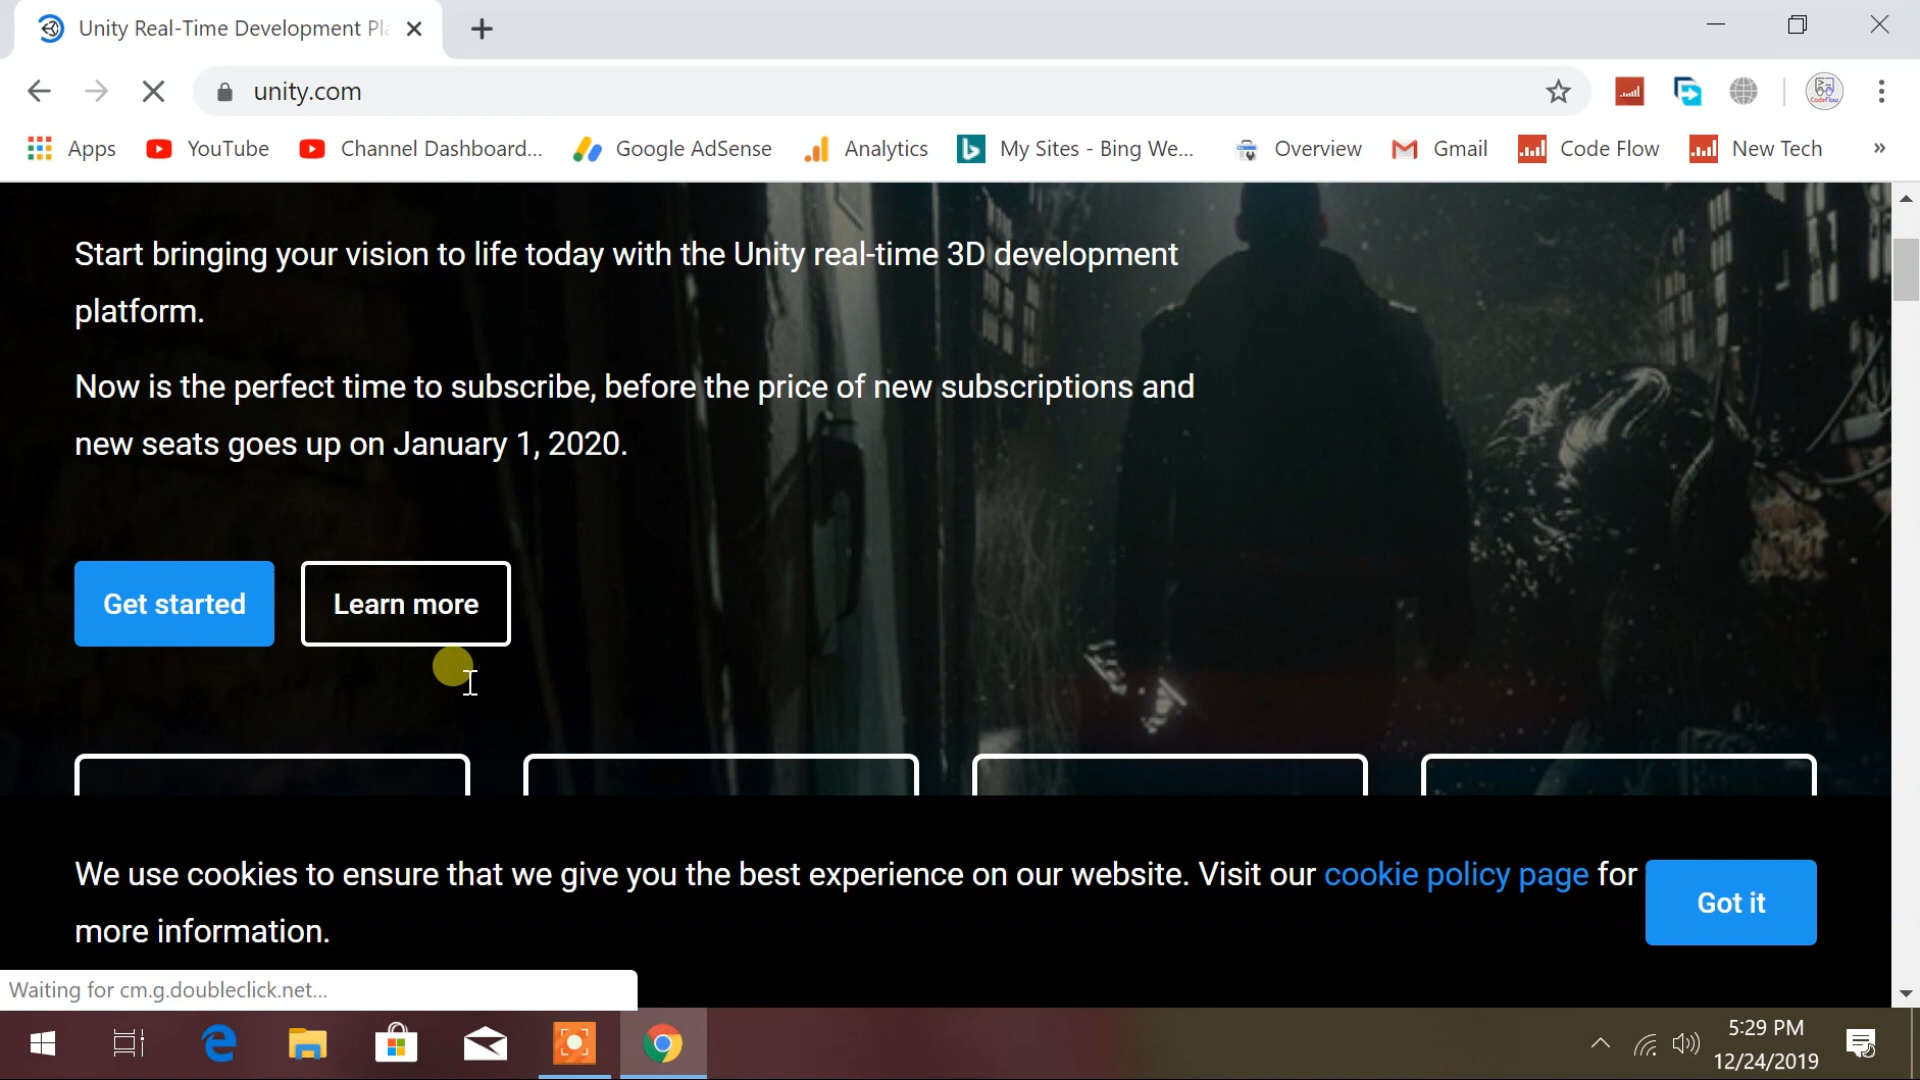 Unity Real-Time Development Pl
unity.com
Apps YouTube Channel Dashboard... Google AdSense Analytics My Sites - Bing We... Overview Gmail Code Flow New Tech »
Start bringing your vision to life today with the Unity real-time 3D development
platform.
Now is the perfect time to subscribe, before the price of new subscriptions and
new seats goes up on January 1, 2020.
Get started Learn more
We use cookies to ensure that we give you the best experience on our website. Visit our cookie policy page for
more information.
Got it
Waiting for cm.g.doubleclick.net...
5:29 PM
12/24/2019